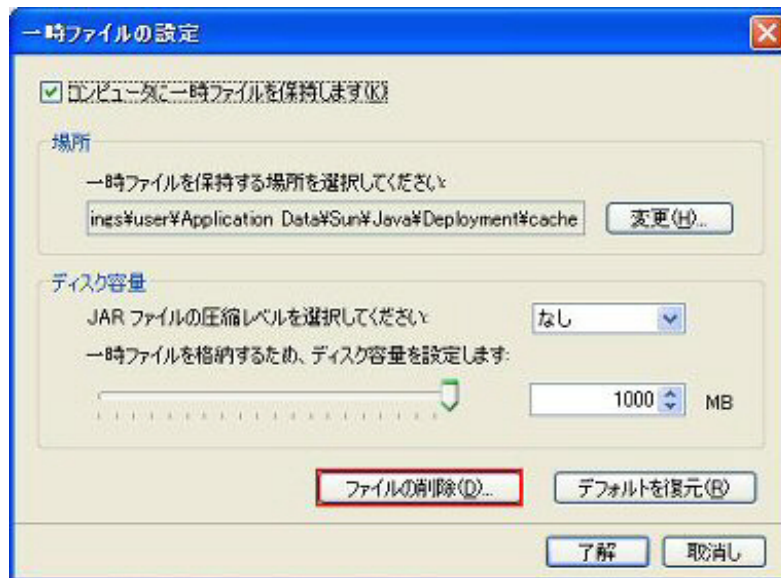 一時ファイルの設定
コンピュータに一時ファイルを保持します(K)
場所
一時ファイルを保持する場所を選択してください:
ings¥user¥Application Data¥Sun¥Java¥Deployment¥cache
変更(H)...
ディスク容量
JAR ファイルの圧縮レベルを選択してください:
なし
一時ファイルを格納するため、ディスク容量を設定します:
1000 MB
ファイルの削除(D)...
デフォルトを復元(R)
了解
取消し